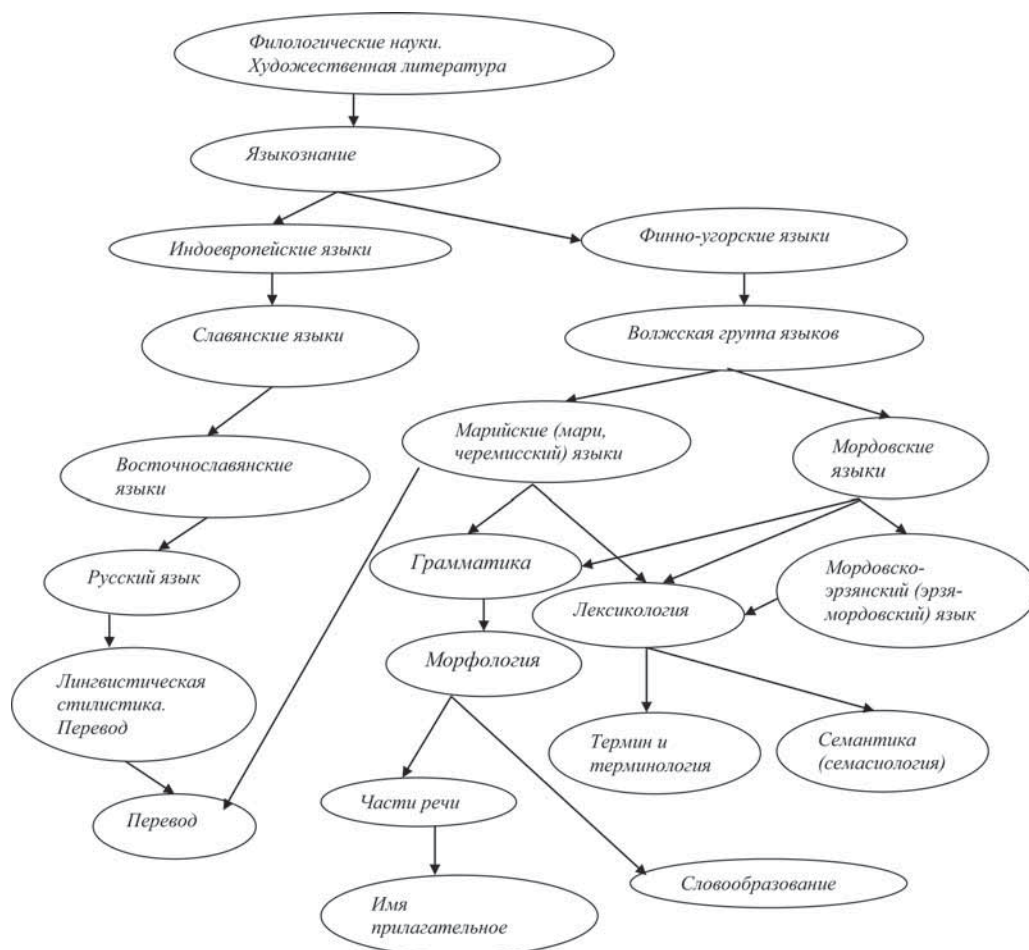 Филологические науки.
Художественная литература
Языкознание
Индоевропейские языки
Финно-угорские языки
Славянские языки
Волжская группа языков
Марийские (мари,
черемисский) языки
Мордовские
языки
Восточнославянские
языки
Русский язык
Грамматика
Лексикология
Мордовско-
эрзянский (эрзя-
мордовский) язык
Морфология
Лингвистическая
стилистика.
Перевод
Термин и
терминология
Семантика
(семасиология)
Части речи
Перевод
Словообразование
Имя
прилагательное